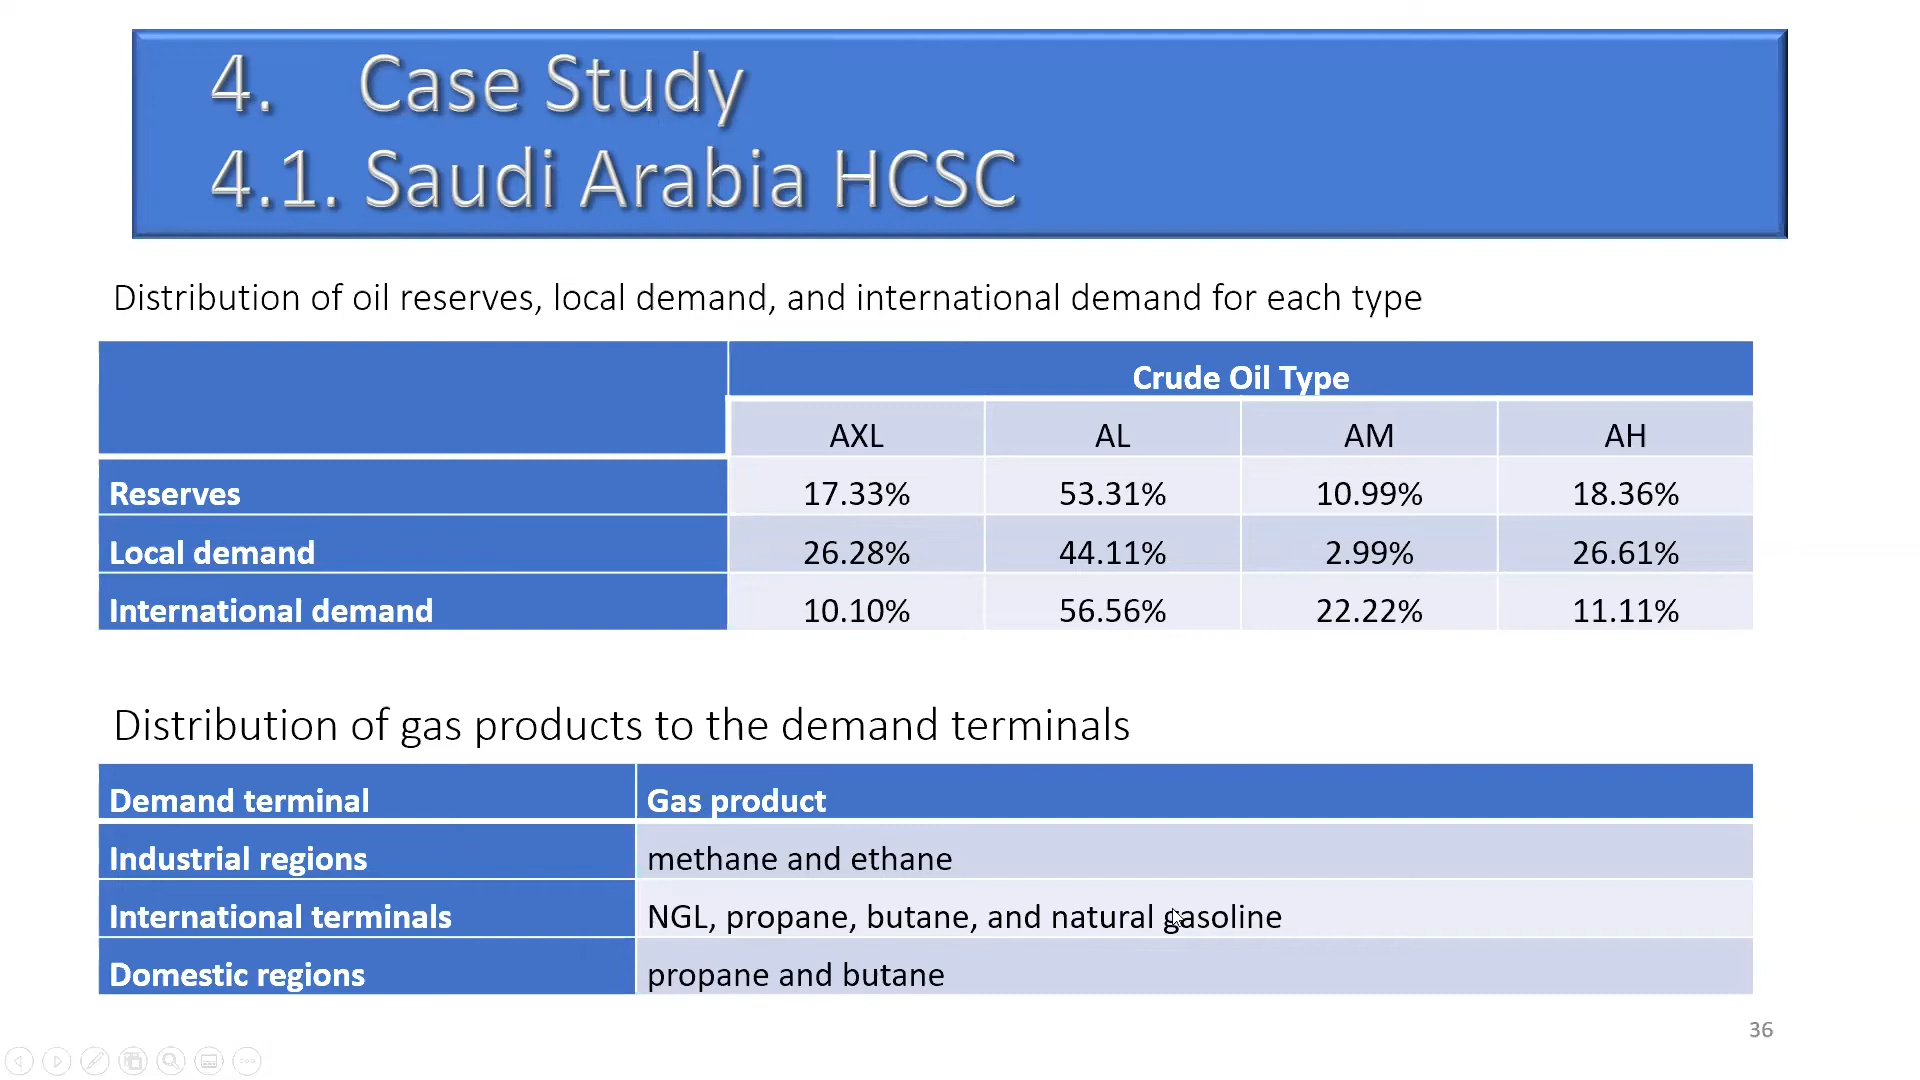 4. Case Study
4.1. Saudi Arabia HCSC
Distribution of oil reserves, local demand, and international demand for each type
Crude Oil Type
AXL AL AM AH
Reserves 17.33% 53.31% 10.99% 18.36%
Local demand 26.28% 44.11% 2.99% 26.61%
International demand 10.10% 56.56% 22.22% 11.11%
Distribution of gas products to the demand terminals
Demand terminal Gas product
Industrial regions methane and ethane
International terminals NGL, propane, butane, and natural gasoline
Domestic regions propane and butane
36